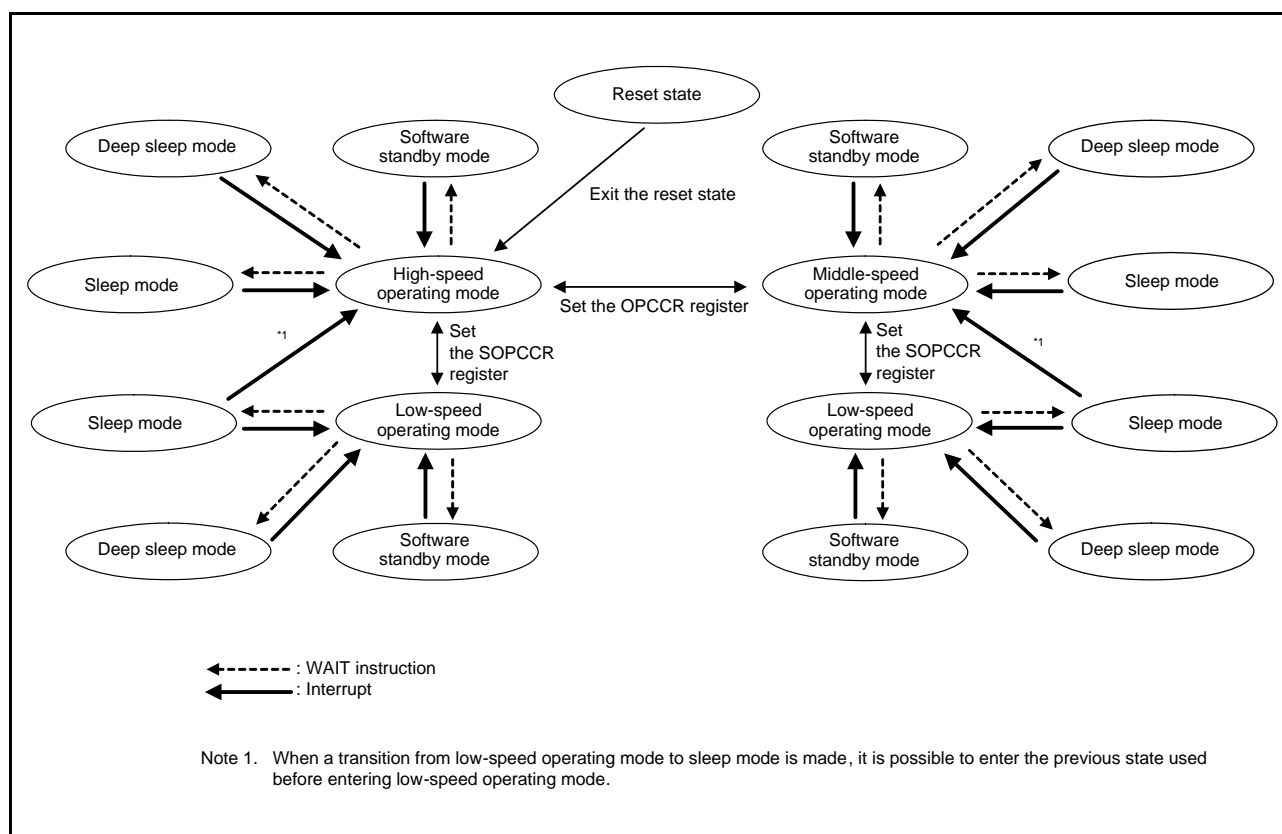 Reset state
Deep sleep mode
Software
standby mode
Software
standby mode
Deep sleep mode
Exit the reset state
Sleep mode
High-speed
operating mode
Set the OPCCR register
Middle-speed
operating mode
Sleep mode
*1
Set
the SOPCCR
register
Set
the SOPCCR
register
*1
Sleep mode
Low-speed
operating mode
Low-speed
operating mode
Sleep mode
Deep sleep mode
Software
standby mode
Software
standby mode
Deep sleep mode
: WAIT instruction
: Interrupt
Note 1. When a transition from low-speed operating mode to sleep mode is made, it is possible to enter the previous state used
before entering low-speed operating mode.